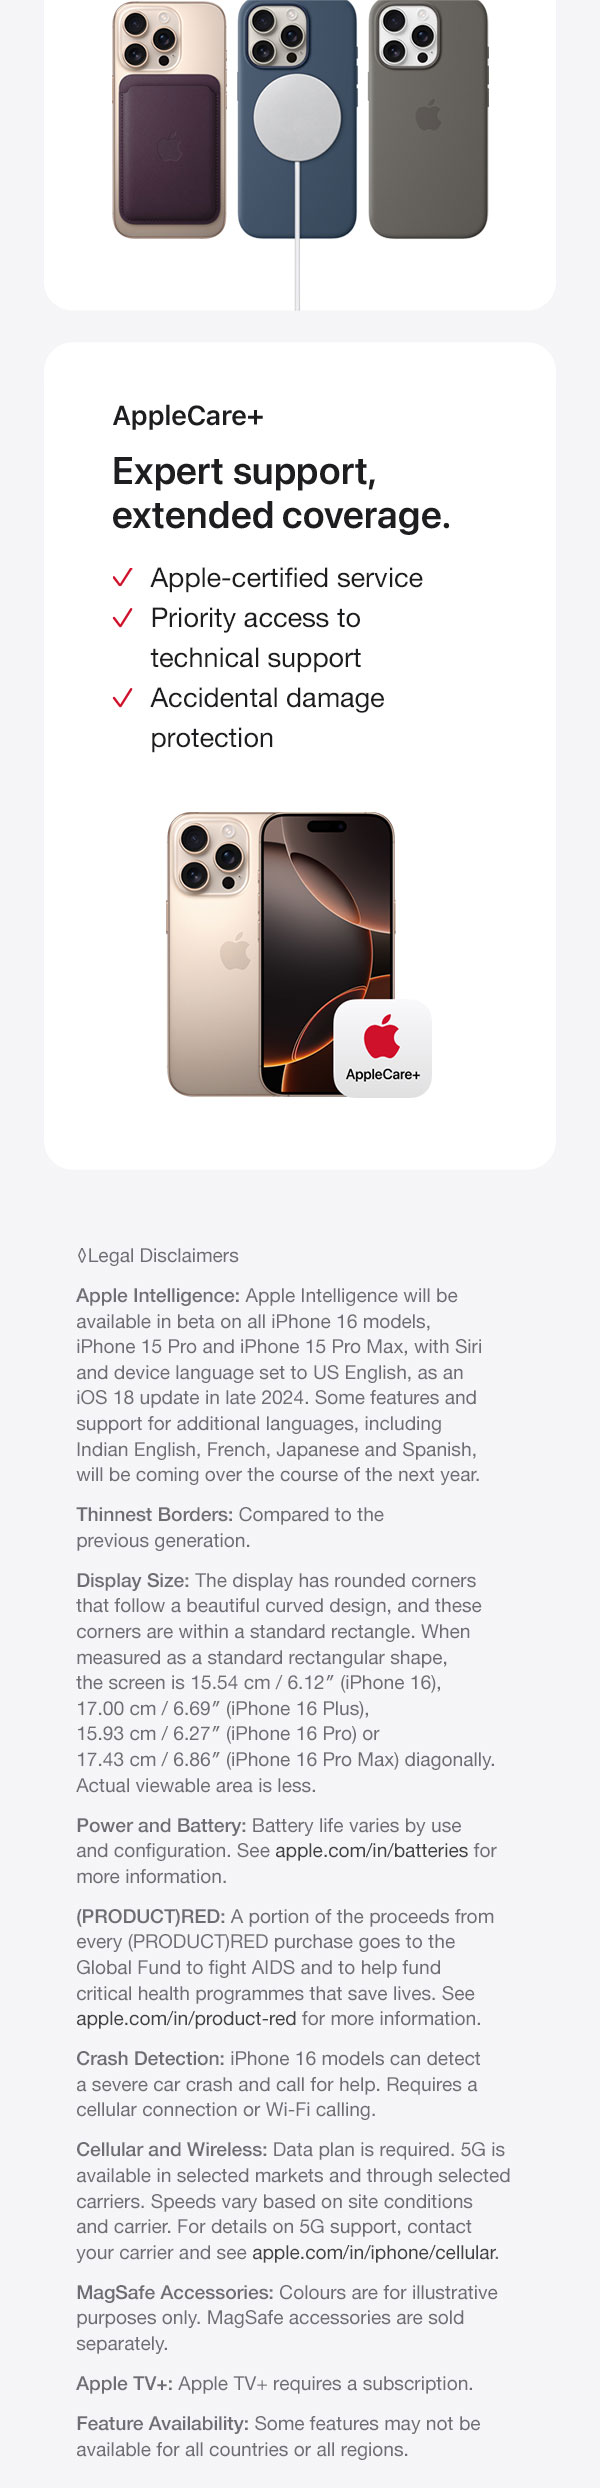 AppleCare+
Expert support,
extended coverage.
✓ Apple-certified service
✓ Priority access to
technical support
✓ Accidental damage
protection
AppleCare+
◊Legal Disclaimers
Apple Intelligence: Apple Intelligence will be
available in beta on all iPhone 16 models,
iPhone 15 Pro and iPhone 15 Pro Max, with Siri
and device language set to US English, as an
iOS 18 update in late 2024. Some features and
support for additional languages, including
Indian English, French, Japanese and Spanish,
will be coming over the course of the next year.
Thinnest Borders: Compared to the
previous generation.
Display Size: The display has rounded corners
that follow a beautiful curved design, and these
corners are within a standard rectangle. When
measured as a standard rectangular shape,
the screen is 15.54 cm / 6.12″ (iPhone 16),
17.00 cm / 6.69″ (iPhone 16 Plus),
15.93 cm / 6.27″ (iPhone 16 Pro) or
17.43 cm / 6.86″ (iPhone 16 Pro Max) diagonally.
Actual viewable area is less.
Power and Battery: Battery life varies by use
and configuration. See apple.com/in/batteries for
more information.
(PRODUCT)RED: A portion of the proceeds from
every (PRODUCT)RED purchase goes to the
Global Fund to fight AIDS and to help fund
critical health programmes that save lives. See
apple.com/in/product-red for more information.
Crash Detection: iPhone 16 models can detect
a severe car crash and call for help. Requires a
cellular connection or Wi-Fi calling.
Cellular and Wireless: Data plan is required. 5G is
available in selected markets and through selected
carriers. Speeds vary based on site conditions
and carrier. For details on 5G support, contact
your carrier and see apple.com/in/iphone/cellular.
MagSafe Accessories: Colours are for illustrative
purposes only. MagSafe accessories are sold
separately.
Apple TV+: Apple TV+ requires a subscription.
Feature Availability: Some features may not be
available for all countries or all regions.